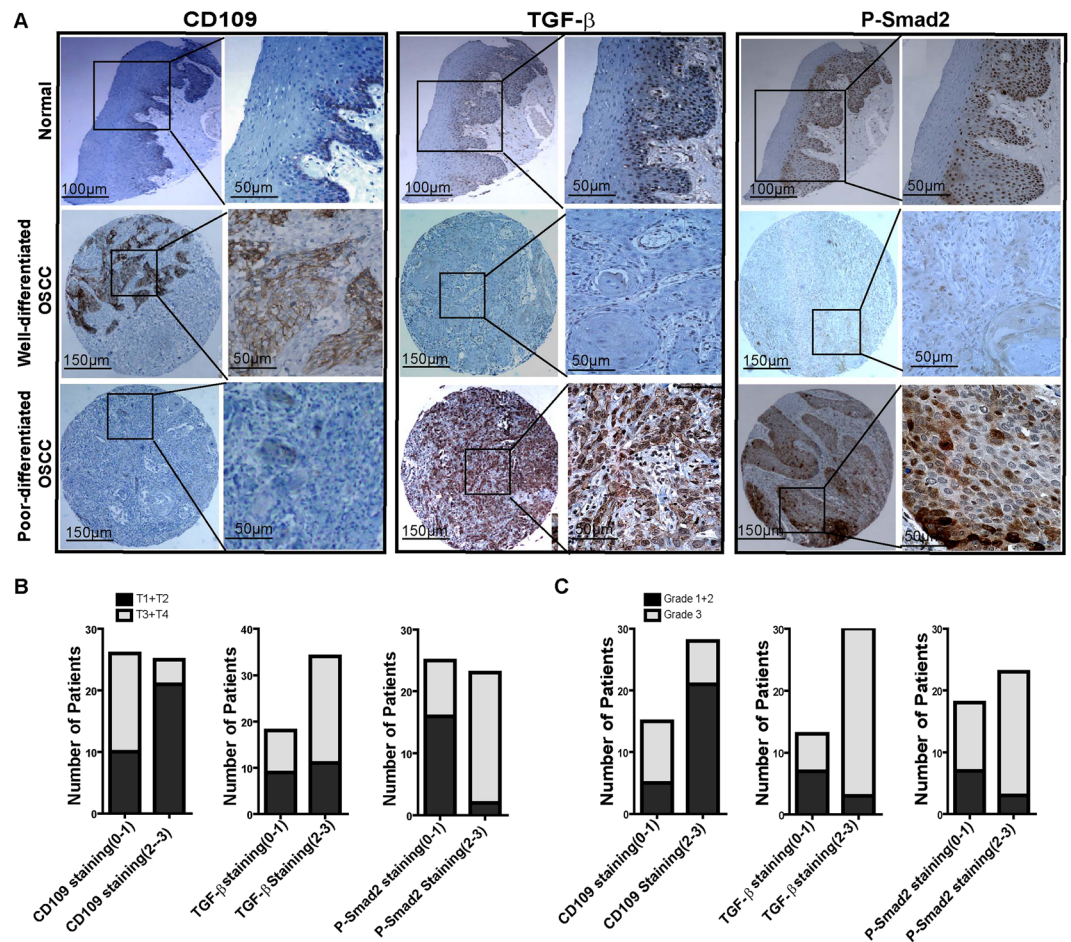 A
CD109
TGF-β
P-Smad2
Normal
100µm
50µm
100µm
50µm
100µm
50µm
Well-differentiated
OSCC
150µm
50µm
150µm
50µm
150µm
50µm
Poor-differentiated
OSCC
150µm
50µm
150µm
50µm
150µm
50µm
B
T1+T2
T3+T4
Number of Patients
30
20
10
0
CD109 staining(0-1)
CD109 staining(2--3)
Number of Patients
40
30
20
10
0
TGF-β staining(0-1)
TGF-β Staining(2-3)
Number of Patients
30
20
10
0
P-Smad2 staining(0-1)
P-Smad2 Staining(2-3)
C
Grade 1+2
Grade 3
Number of Patients
30
20
10
0
CD109 staining(0-1)
CD109 Staining(2-3)
Number of Patients
30
20
10
0
TGF-β staining(0-1)
TGF-β staining(2-3)
Number of Patients
30
20
10
0
P-Smad2 staining(0-1)
P-Smad2 staining(2-3)